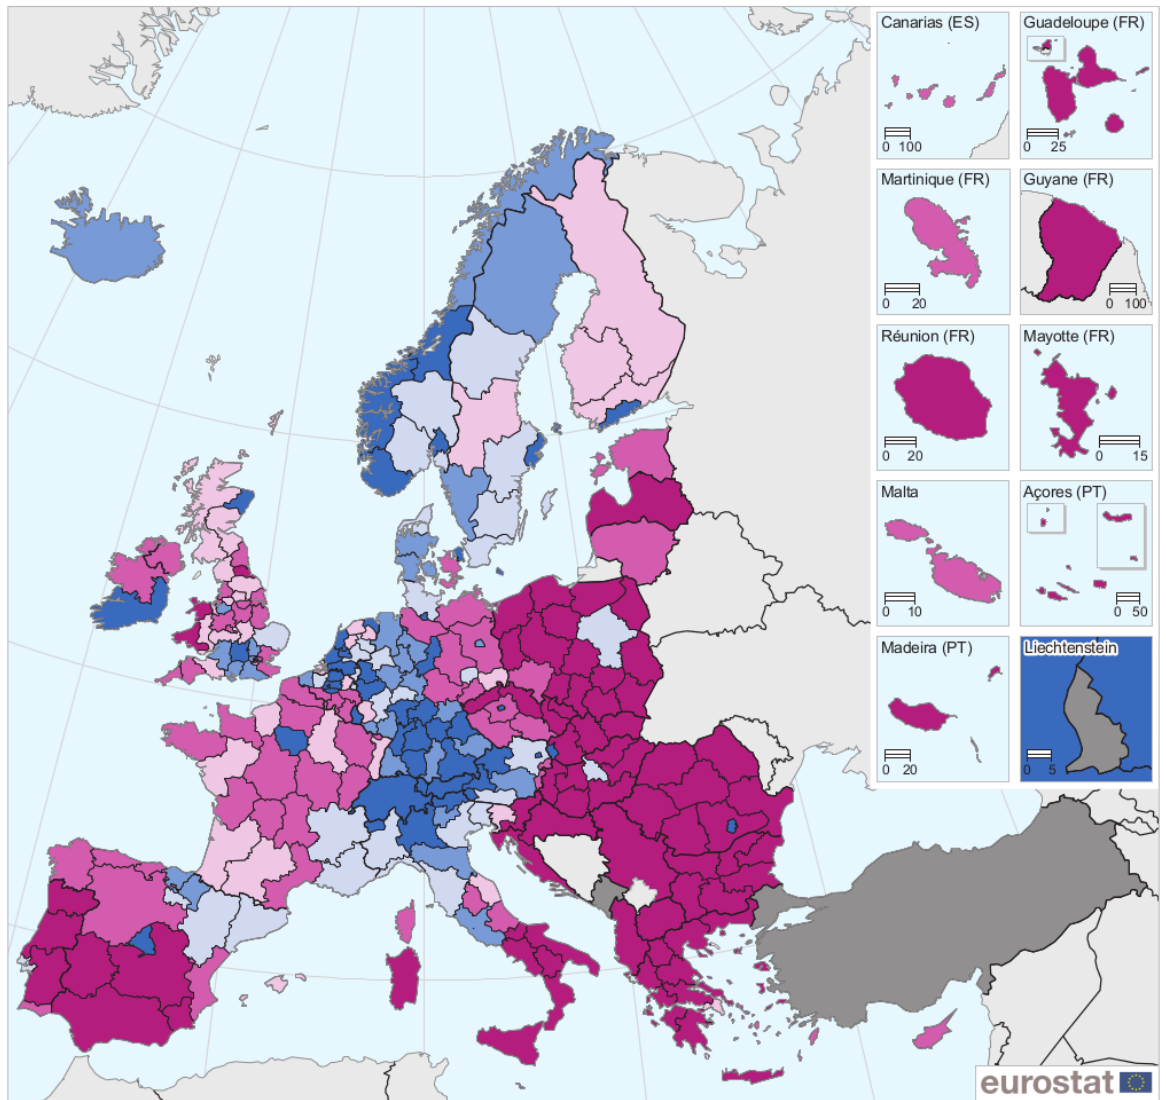 Canarias (ES)
0 100
Guadeloupe (FR)
0 25
Martinique (FR)
0 20
Guyane (FR)
0 100
Réunion (FR)
0 20
Mayotte (FR)
0 15
Malta
0 10
Açores (PT)
0 50
Madeira (PT)
0 20
Liechtenstein
0 5
eurostat